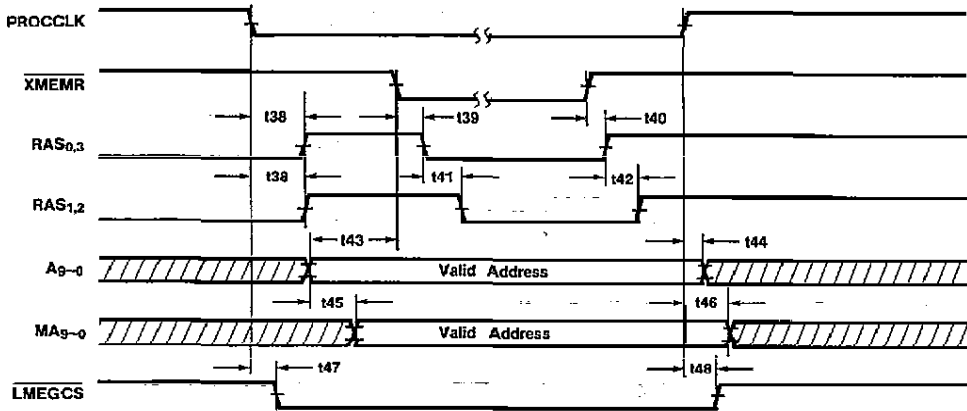 PROCCLK
XMEMR
t38 t39 t40
RAS0,3
t38 t41 t42
RAS1,2
t43 t44
A9–0 Valid Address
t45 t46
MA9–0 Valid Address
t47 t48
LMEGCS